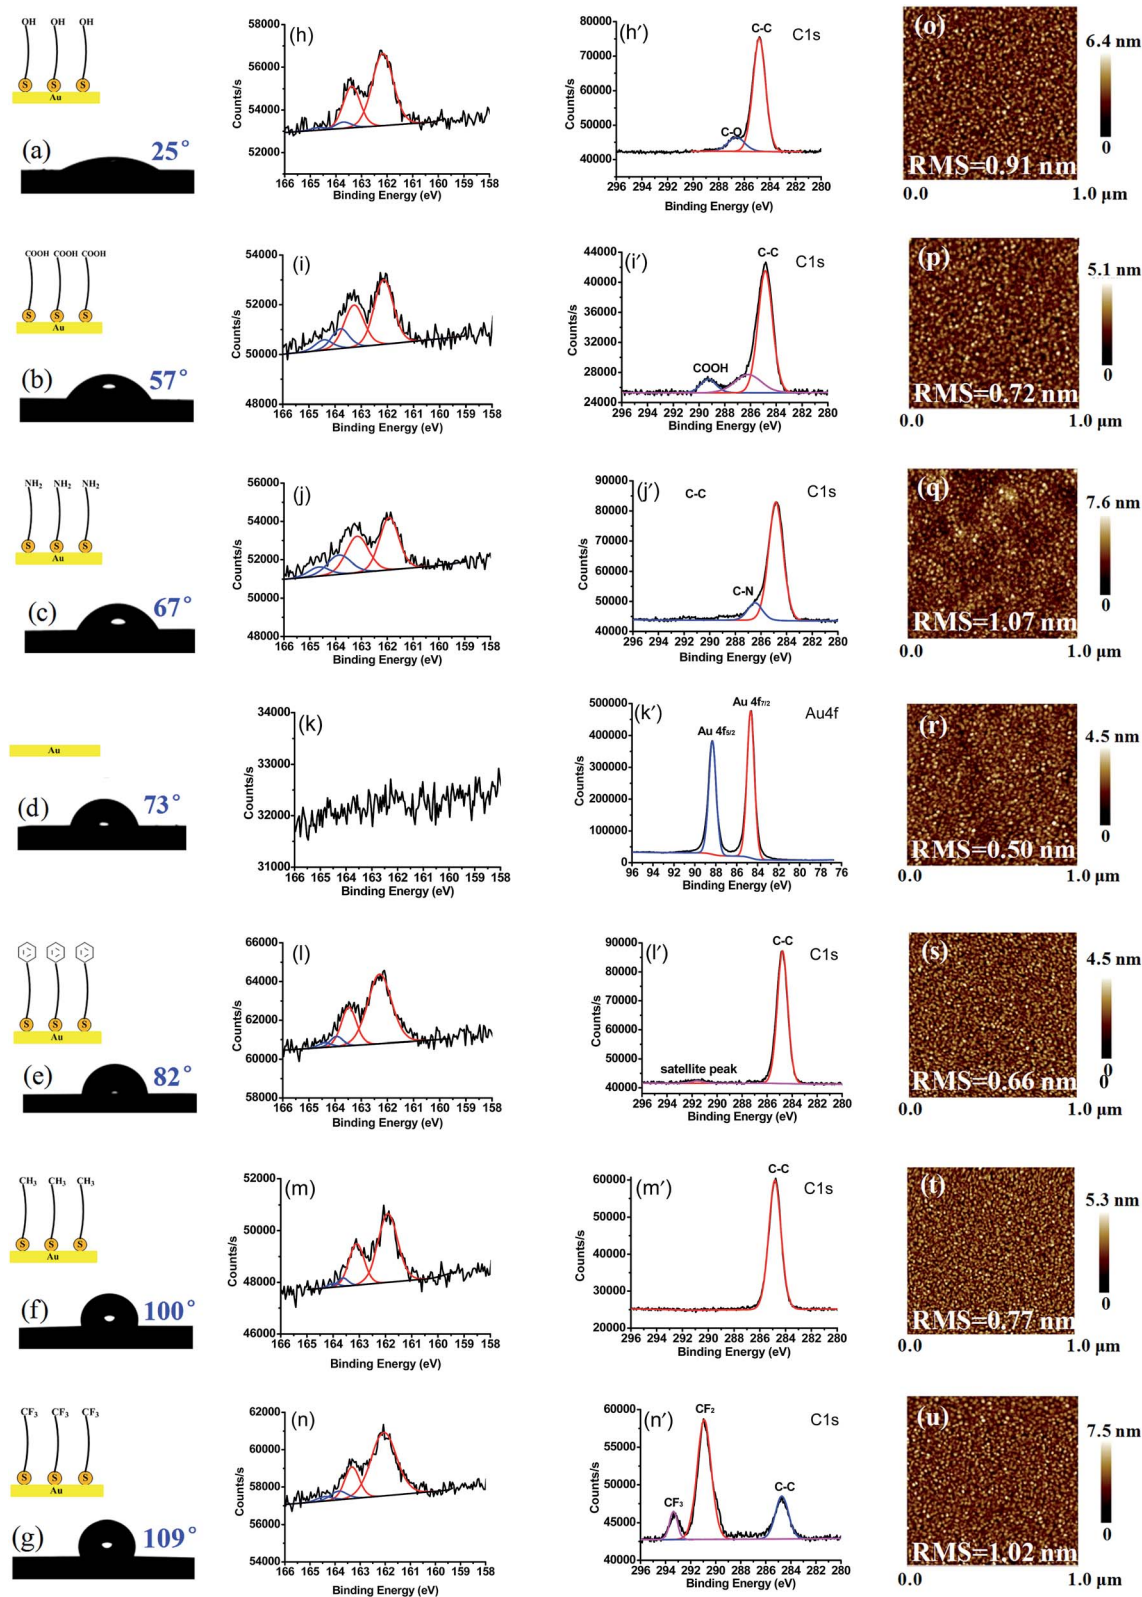 OH OH OH
S S S
Au
(a) 25°
(h)
58000
56000
54000
52000
Counts/s
166 165 164 163 162 161 160 159 158
Binding Energy (eV)
(h′) C-C C1s
C-O
80000
70000
60000
50000
40000
Counts/s
296 294 292 290 288 286 284 282 280
Binding Energy (eV)
(o)
RMS=0.91 nm
0.0 1.0 μm
6.4 nm
0
COOH COOH COOH
S S S
Au
(b) 57°
(i)
54000
52000
50000
48000
Counts/s
166 165 164 163 162 161 160 159 158
Binding Energy (eV)
(i′) C-C C1s
COOH
44000
40000
36000
32000
28000
24000
Counts/s
296 294 292 290 288 286 284 282 280
Binding Energy (eV)
(p)
RMS=0.72 nm
0.0 1.0 μm
5.1 nm
0
NH2 NH2 NH2
S S S
Au
(c) 67°
(j)
56000
54000
52000
50000
48000
Counts/s
166 165 164 163 162 161 160 159 158
Binding Energy (eV)
(j′) C-C C1s
C-N
90000
80000
70000
60000
50000
40000
Counts/s
296 294 292 290 288 286 284 282 280
Binding Energy (eV)
(q)
RMS=1.07 nm
0.0 1.0 μm
7.6 nm
0
Au
(d) 73°
(k)
34000
33000
32000
31000
Counts/s
166 165 164 163 162 161 160 159 158
Binding Energy (eV)
(k′) Au 4f7/2 Au4f
Au 4f5/2
500000
400000
300000
200000
100000
0
Counts/s
96 94 92 90 88 86 84 82 80 78 76
Binding Energy (eV)
(r)
RMS=0.50 nm
0.0 1.0 μm
4.5 nm
0
S S S
Au
(e) 82°
(l)
66000
64000
62000
60000
58000
Counts/s
166 165 164 163 162 161 160 159 158
Binding Energy (eV)
(l′) C-C C1s
satellite peak
90000
80000
70000
60000
50000
40000
Counts/s
296 294 292 290 288 286 284 282 280
Binding Energy (eV)
(s)
RMS=0.66 nm
0.0 1.0 μm
4.5 nm
0
0
CH3 CH3 CH3
S S S
Au
(f) 100°
(m)
52000
50000
48000
46000
Counts/s
166 165 164 163 162 161 160 159 158
Binding Energy (eV)
(m′) C-C C1s
60000
50000
40000
30000
20000
Counts/s
296 294 292 290 288 286 284 282 280
Binding Energy (eV)
(t)
RMS=0.77 nm
0.0 1.0 μm
5.3 nm
0
CF3 CF3 CF3
S S S
Au
(g) 109°
(n)
62000
60000
58000
56000
54000
Counts/s
166 165 164 163 162 161 160 159 158
Binding Energy (eV)
(n′) CF2 C1s
CF3 C-C
60000
55000
50000
45000
40000
Counts/s
296 294 292 290 288 286 284 282 280
Binding Energy (eV)
(u)
RMS=1.02 nm
0.0 1.0 μm
7.5 nm
0